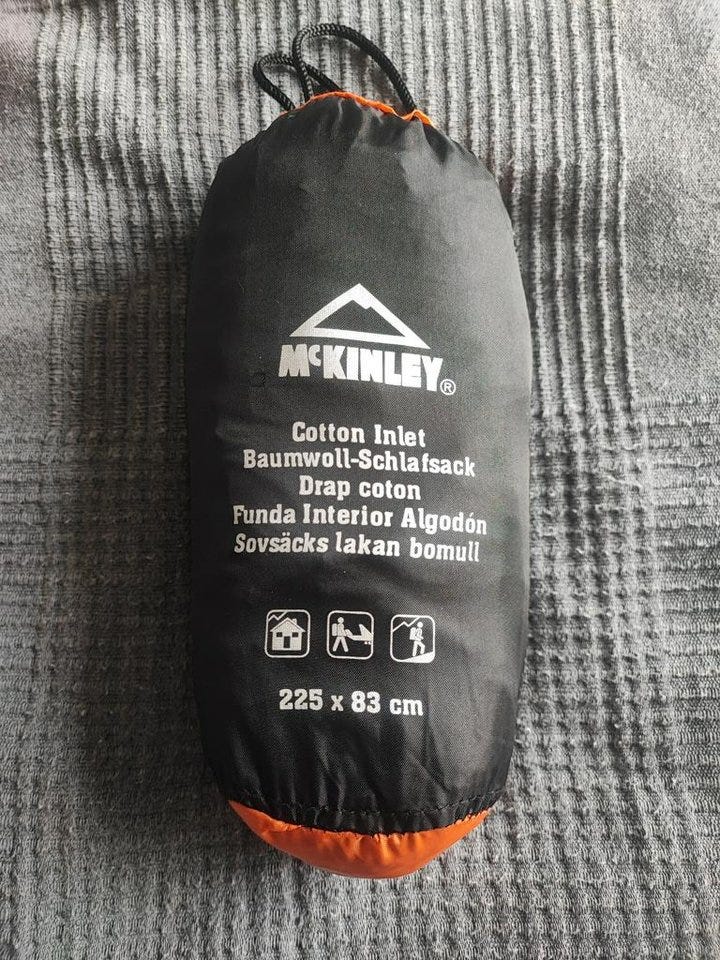 McKINLEY®
Cotton Inlet
Baumwoll-Schlafsack
Drap coton
Funda Interior Algodón
Sovsäcks lakan bomull
225 x 83 cm